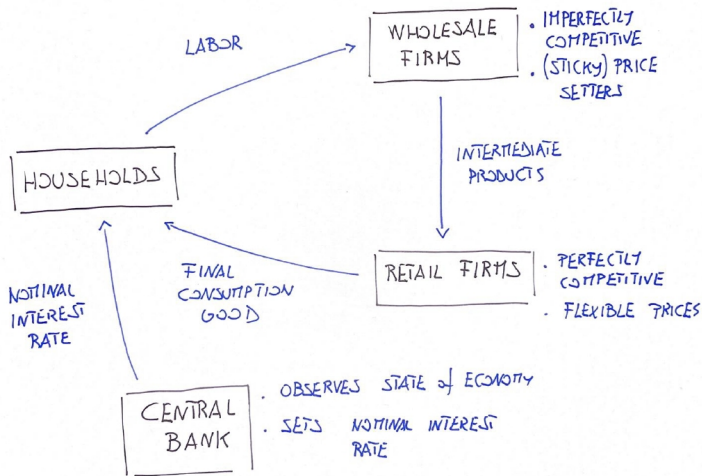 LABOR
WHOLESALE
FIRMS
. IMPERFECTLY
COMPETITIVE
. (STICKY) PRICE
SETTERS
INTERMEDIATE
PRODUCTS
HOUSEHOLDS
RETAIL FIRMS
. PERFECTLY
COMPETITIVE
. FLEXIBLE PRICES
FINAL
CONSUMPTION
GOOD
NOMINAL
INTEREST
RATE
CENTRAL
BANK
. OBSERVES STATE of ECONOMY
. SETS NOMINAL INTEREST
RATE